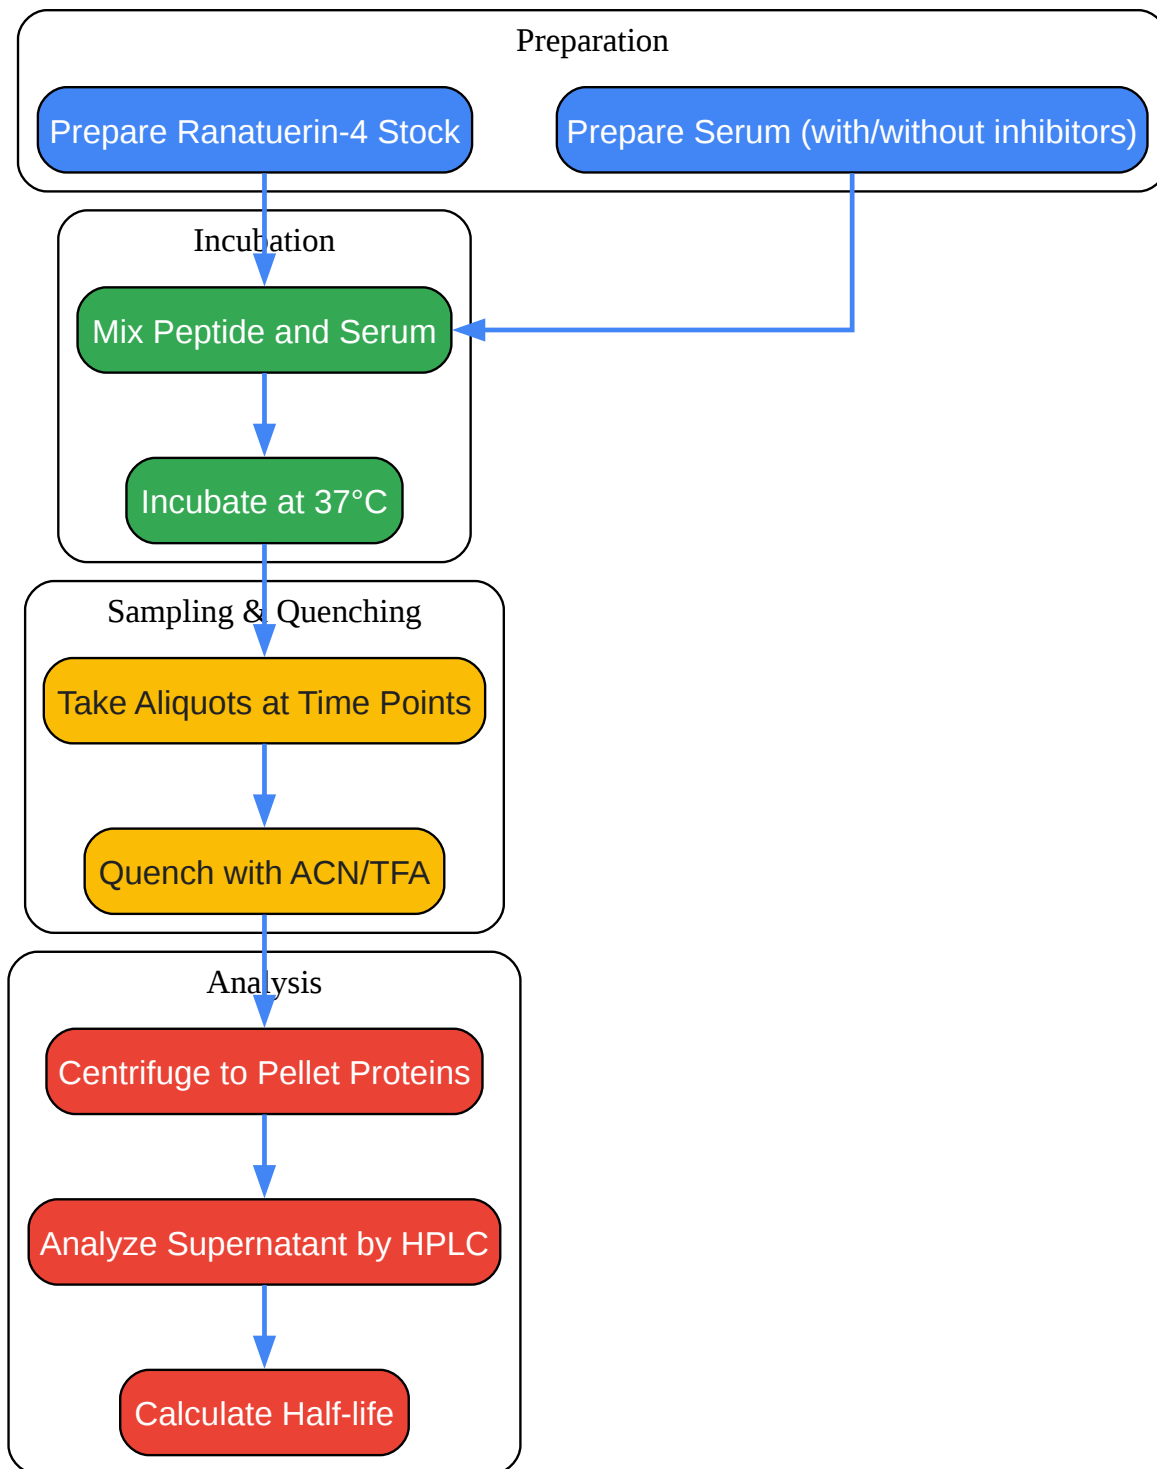 Preparation
Prepare Ranatuerin-4 Stock
Prepare Serum (with/without inhibitors)
Incubation
Mix Peptide and Serum
Incubate at 37°C
Sampling & Quenching
Take Aliquots at Time Points
Quench with ACN/TFA
Analysis
Centrifuge to Pellet Proteins
Analyze Supernatant by HPLC
Calculate Half-life